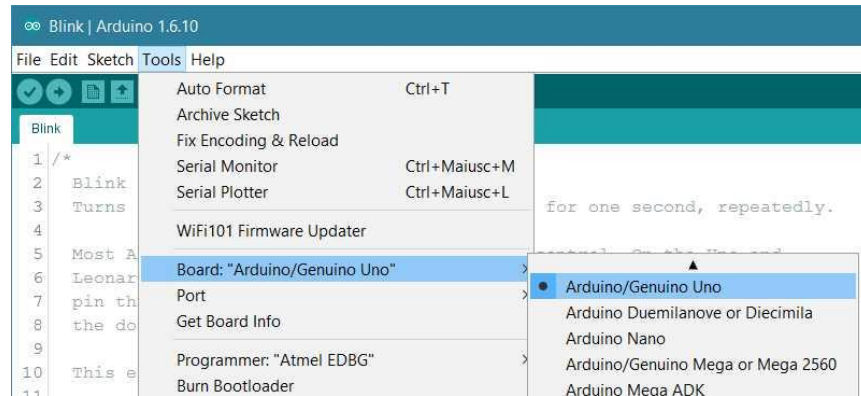 Blink | Arduino 1.6.10
File Edit Sketch Tools Help
Blink
Auto Format Ctrl+T
Archive Sketch
Fix Encoding & Reload
Serial Monitor Ctrl+Maiusc+M
Serial Plotter Ctrl+Maiusc+L
WiFi101 Firmware Updater
Board: "Arduino/Genuino Uno"
Port
Get Board Info
Programmer: "Atmel EDBG"
Burn Bootloader
Arduino/Genuino Uno
Arduino Duemilanove or Diecimila
Arduino Nano
Arduino/Genuino Mega or Mega 2560
Arduino Mega ADK
1 /*
2 Blink
3 Turns for one second, repeatedly.
4
5 Most A
6 Leonar
7 pin th
8 the do
9
10 This e
11